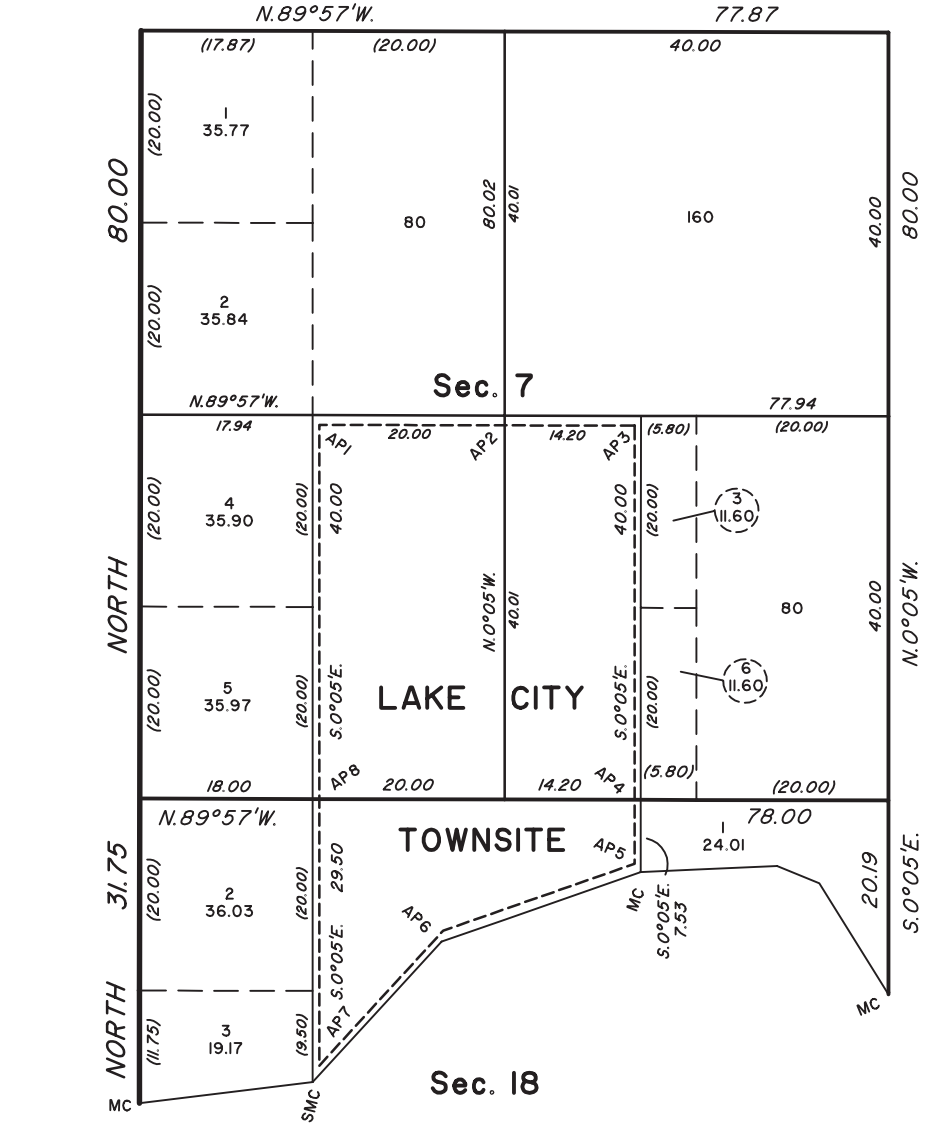 N.89°57'W. 77.87
(17.87) (20.00) 40.00
(20.00)
1
35.77
80.00
80.02
40.01
80
160
40.00
80.00
(20.00)
2
35.84
Sec. 7
N.89°57'W. 77.94
17.94 20.00 14.20 (5.80) (20.00)
AP1 AP2 AP3
(20.00)
4
35.90
(20.00)
40.00
40.00
(20.00)
3
11.60
NORTH
N.0°05'W.
40.01
80
40.00
N.0°05'W.
6
11.60
(20.00)
5
35.97
(20.00)
S.0°05'E.
LAKE CITY
S.0°05'E.
(20.00)
AP8 AP4
18.00 20.00 14.20 (5.80) (20.00)
N.89°57'W. 78.00
TOWNSITE
AP5
1
24.01
31.75
(20.00)
2
36.03
(20.00)
29.50
20.19
S.0°05'E.
AP6
MC
S.0°05'E.
7.53
S.0°05'E.
MC
NORTH
(11.75)
3
19.17
(9.50)
AP7
Sec. 18
MC
SMC